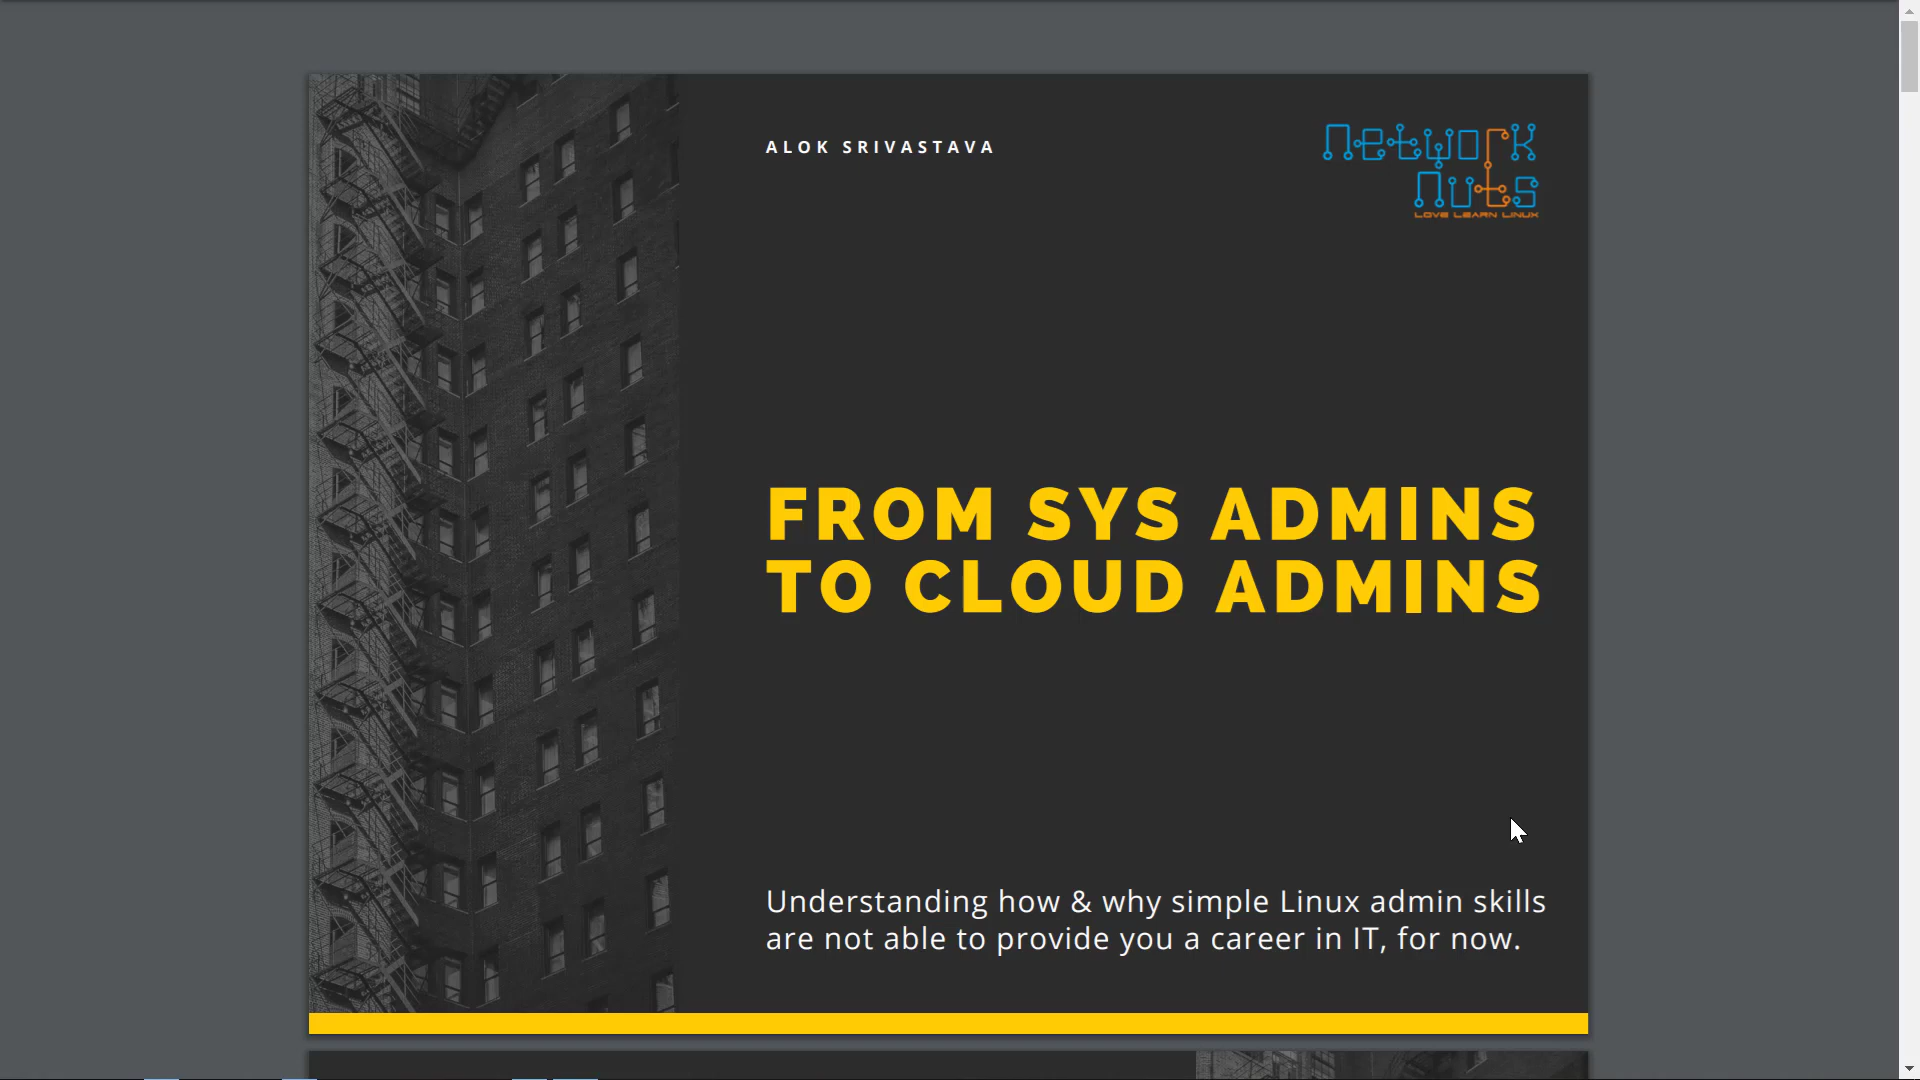 ALOK SRIVASTAVA
Network
Nuts
LOVE LEARN LINUX
FROM SYS ADMINS
TO CLOUD ADMINS
Understanding how & why simple Linux admin skills
are not able to provide you a career in IT, for now.